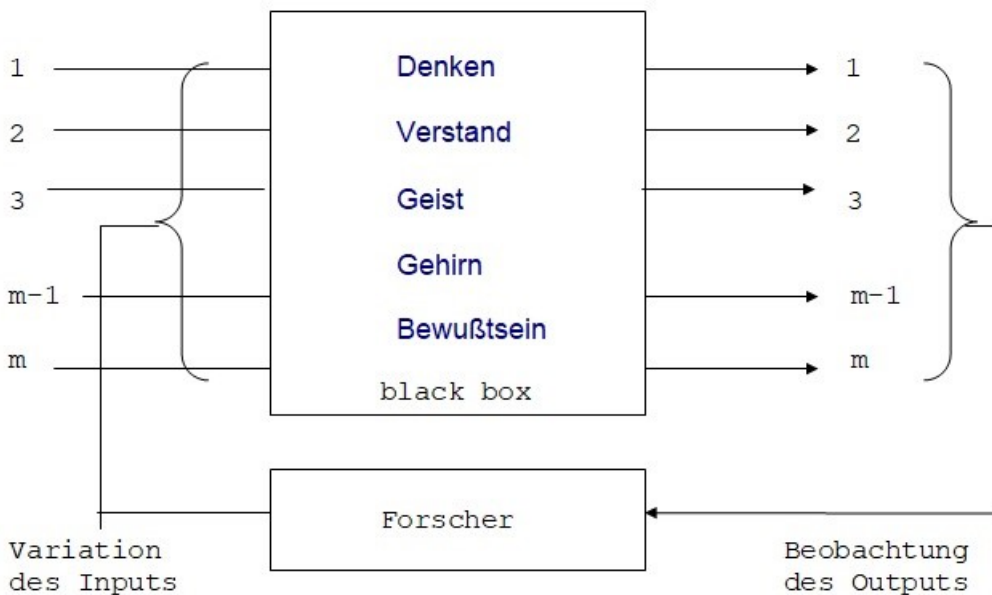 1
2
3
m-1
m
Denken
Verstand
Geist
Gehirn
Bewußtsein
black box
1
2
3
m-1
m
Forscher
Variation
des Inputs
Beobachtung
des Outputs